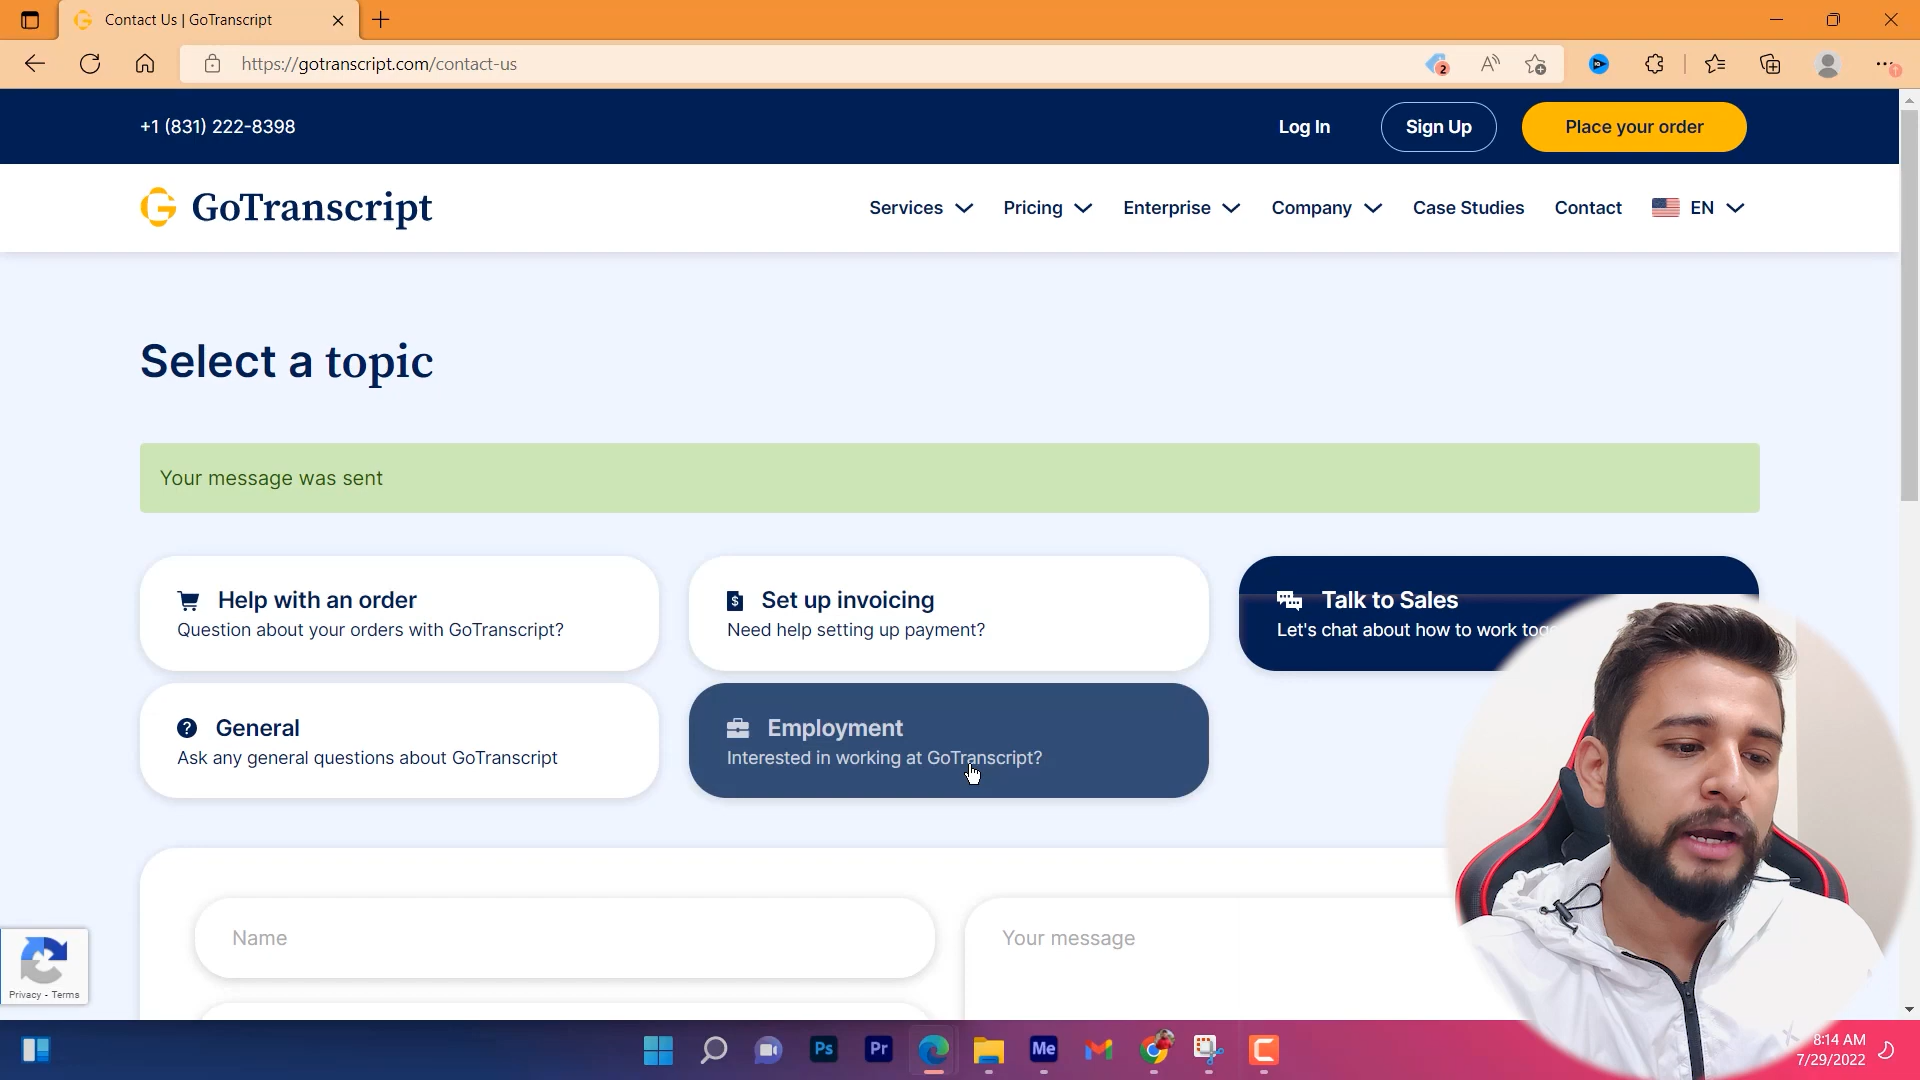 Contact Us | GoTranscript
https://gotranscript.com/contact-us
2
+1 (831) 222-8398
Log In
Sign Up
Place your order
GoTranscript
Services
Pricing
Enterprise
Company
Case Studies
Contact
EN
Select a topic
Your message was sent
Help with an order
Question about your orders with GoTranscript?
Set up invoicing
Need help setting up payment?
Talk to Sales
Let's chat about how to work
General
Ask any general questions about GoTranscript
Employment
Interested in working at GoTranscript?
Name
Your message
Privacy - Terms
Ps
Pr
Me
8:14 AM
7/29/2022